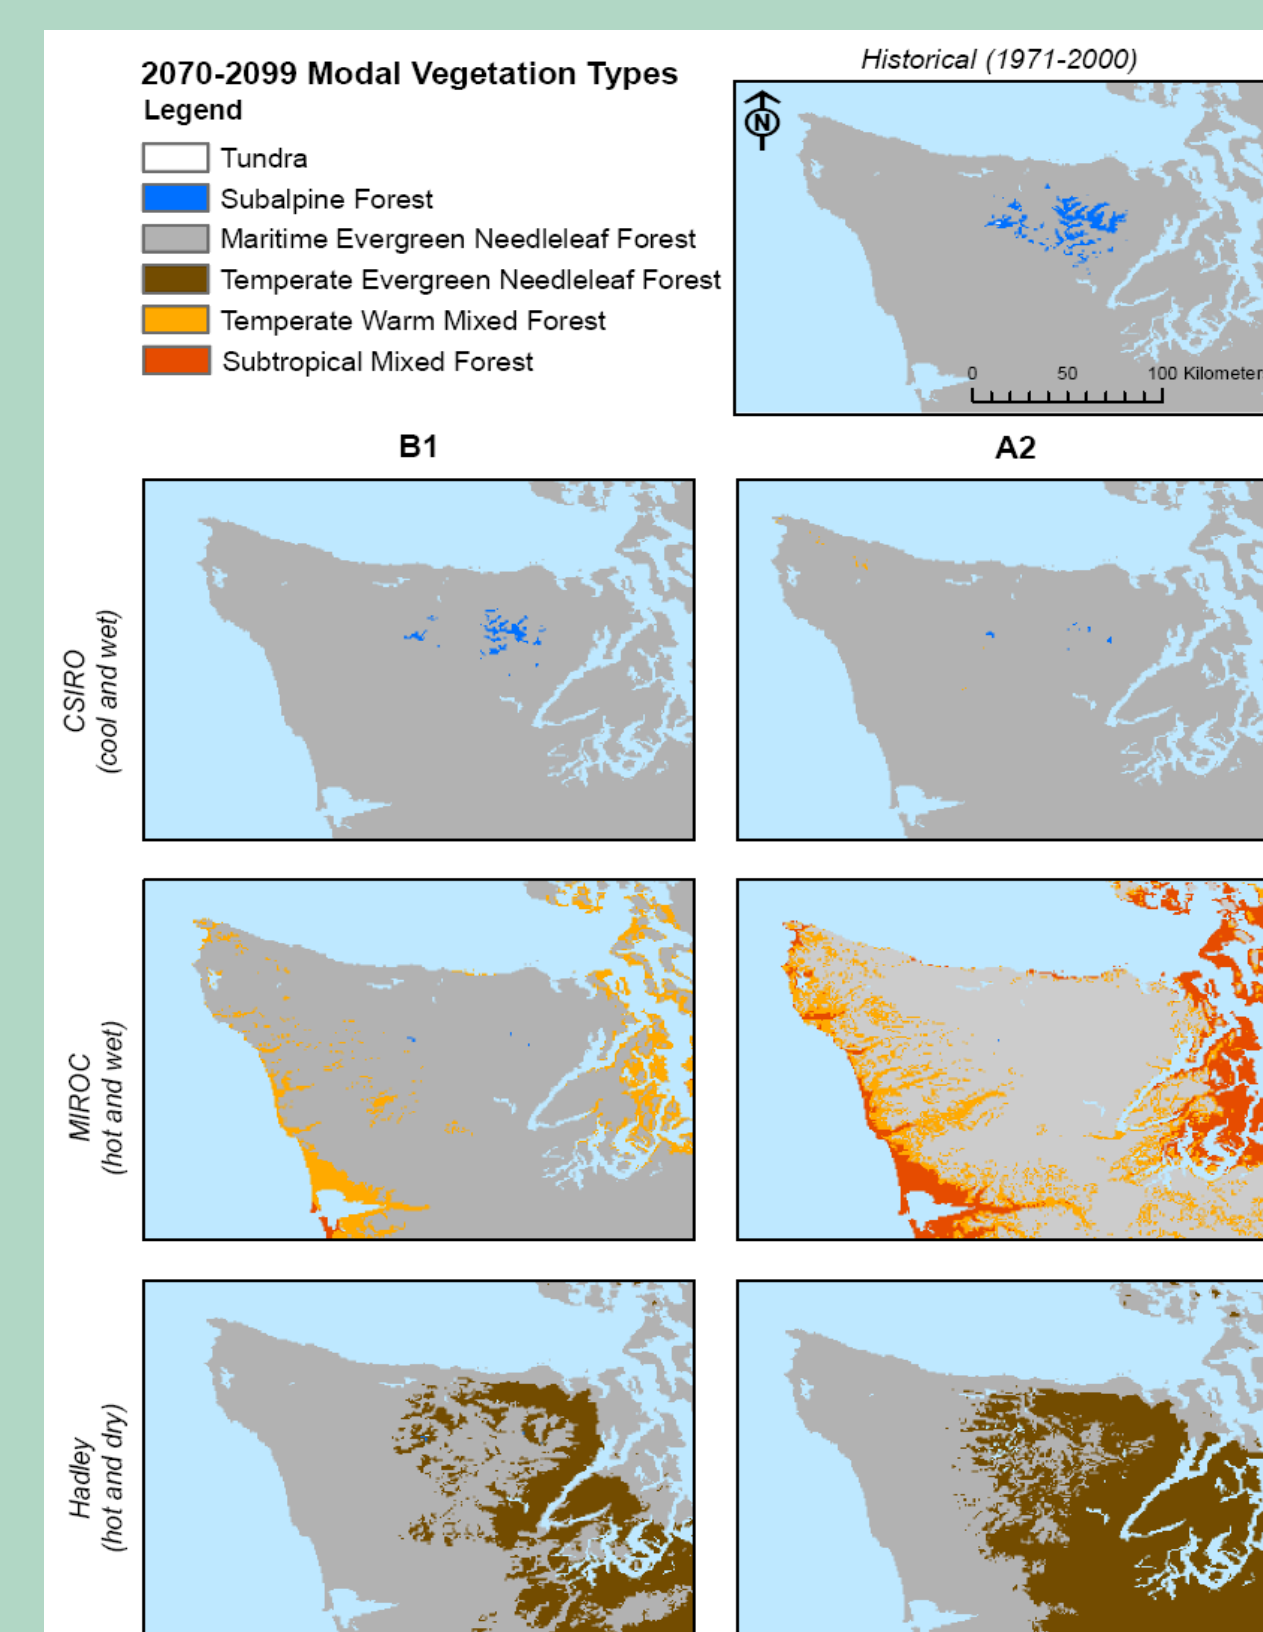 Historical (1971-2000)
2070-2099 Modal Vegetation Types
Legend
Tundra
Subalpine Forest
Maritime Evergreen Needleleaf Forest
Temperate Evergreen Needleleaf Forest
Temperate Warm Mixed Forest
Subtropical Mixed Forest
N
0 50 100 Kilometer
B1
A2
CSIRO
(cool and wet)
MIROC
(hot and wet)
Hadley
(hot and dry)